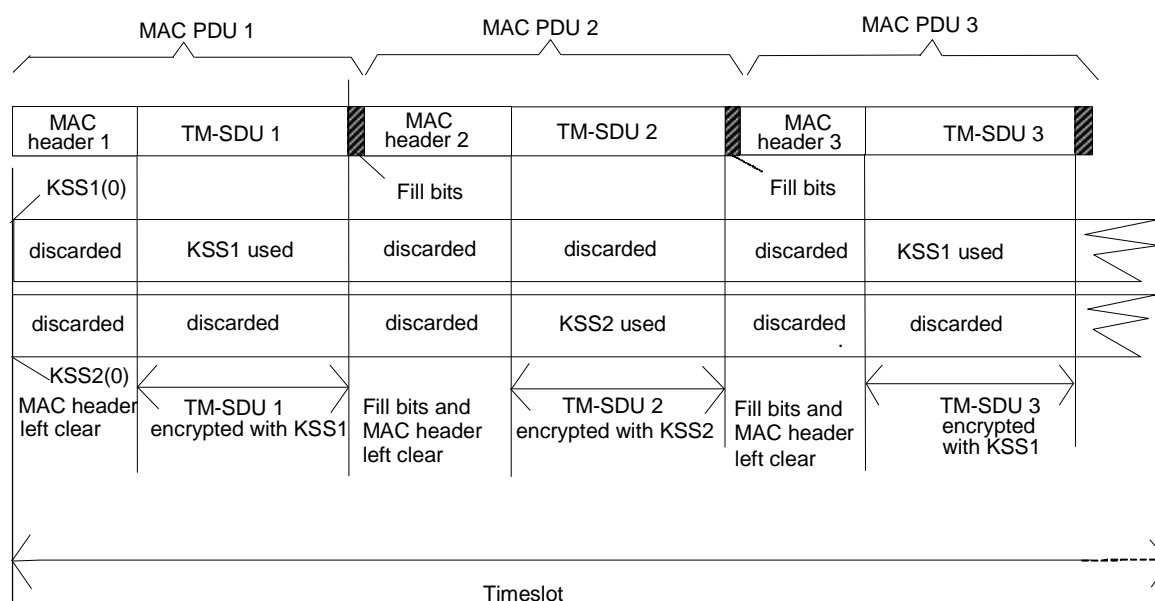 MAC PDU 1
MAC PDU 2
MAC PDU 3
MAC
header 1
TM-SDU 1
MAC
header 2
TM-SDU 2
MAC
header 3
TM-SDU 3
KSS1(0)
Fill bits
Fill bits
discarded
KSS1 used
discarded
discarded
discarded
KSS1 used
discarded
discarded
discarded
KSS2 used
discarded
discarded
KSS2(0)
MAC header
left clear
TM-SDU 1
encrypted with KSS1
Fill bits and
MAC header
left clear
TM-SDU 2
encrypted with KSS2
Fill bits and
MAC header
left clear
TM-SDU 3
encrypted
with KSS1
Timeslot